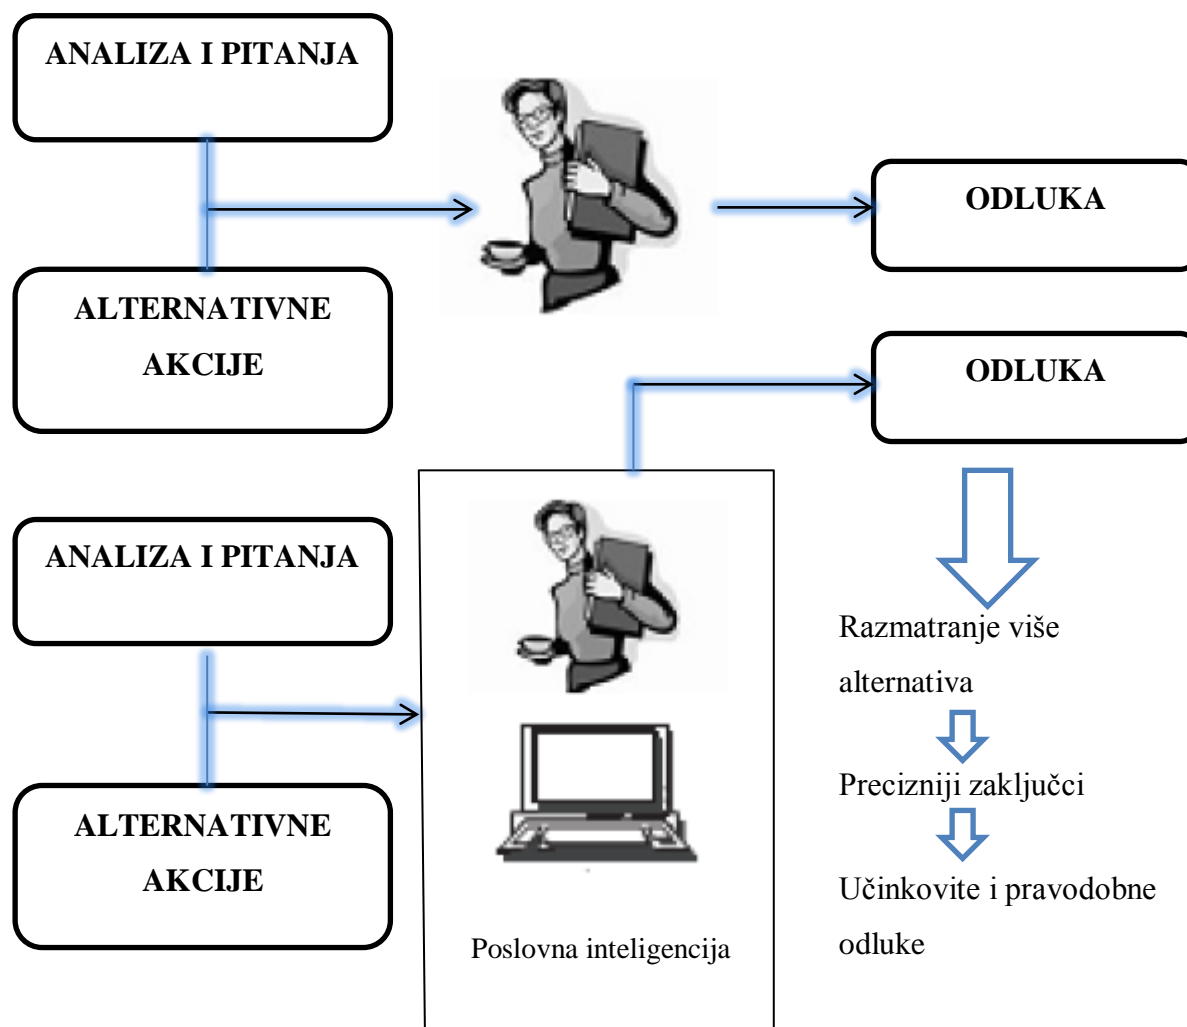 ANALIZA I PITANJA
ODLUKA
ALTERNATIVNE
AKCIJE
ODLUKA
ANALIZA I PITANJA
Razmatranje više
alternativa
Precizniji zaključci
ALTERNATIVNE
AKCIJE
Učinkovite i pravodobne
odluke
Poslovna inteligencija